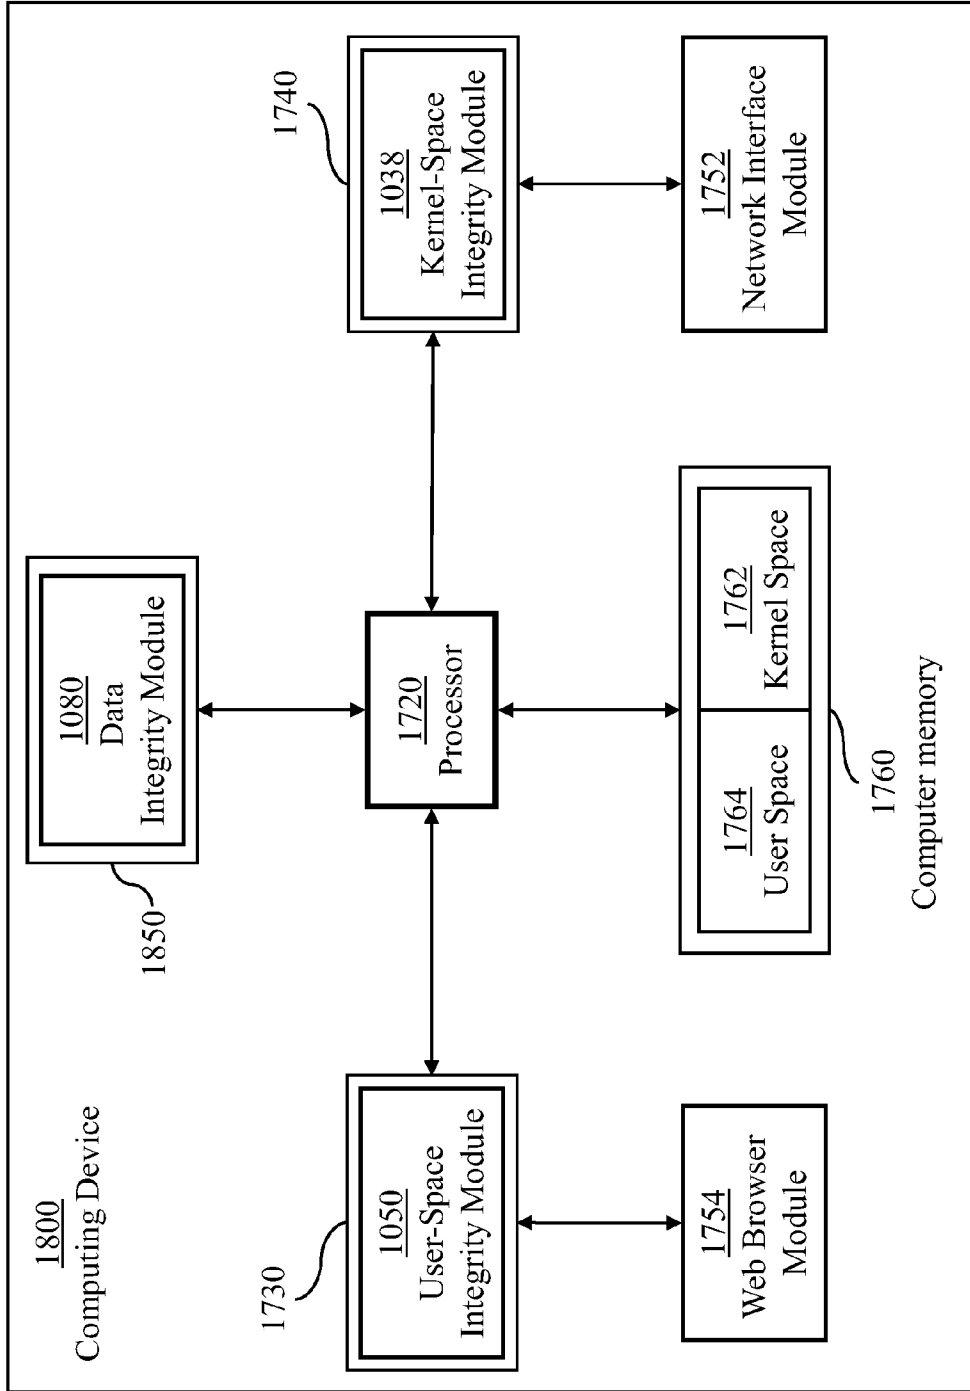 1800
Computing Device
1850
1080
Data
Integrity Module
1730
1050
User-Space
Integrity Module
1720
Processor
1740
1038
Kernel-Space
Integrity Module
1754
Web Browser
Module
1764
User Space
1762
Kernel Space
1760
Computer memory
1752
Network Interface
Module